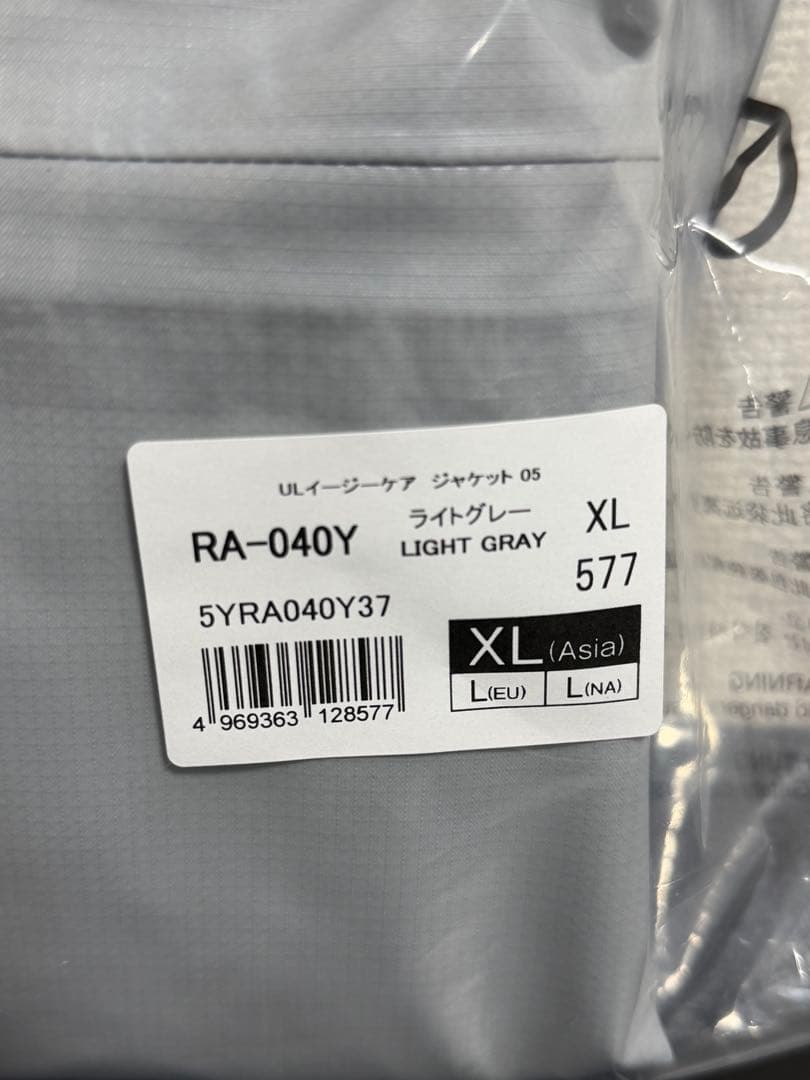 ULイージーケア ジャケット 05
RA-040Y
ライトグレー
LIGHT GRAY
XL
577
5YRA040Y37
XL (Asia)
L(EU) L(NA)
4 969363 128577
警告
警告